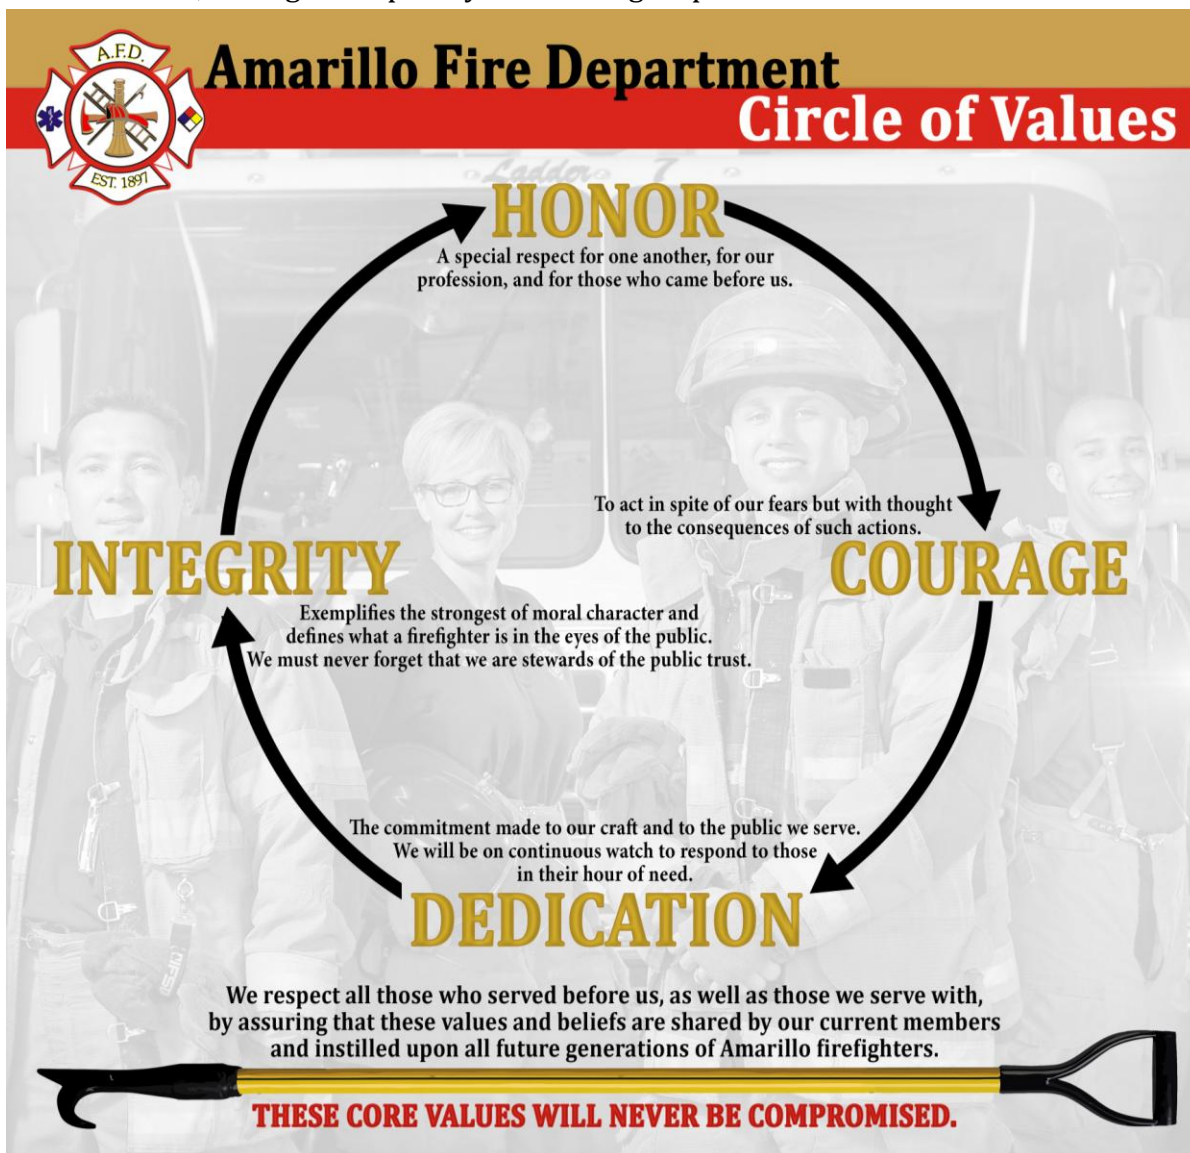 A.F.D.
EST. 1897
Amarillo Fire Department
Circle of Values
Ladder 7
HONOR
A special respect for one another, for our
profession, and for those who came before us.
To act in spite of our fears but with thought
to the consequences of such actions.
COURAGE
INTEGRITY
Exemplifies the strongest of moral character and
defines what a firefighter is in the eyes of the public.
We must never forget that we are stewards of the public trust.
The commitment made to our craft and to the public we serve.
We will be on continuous watch to respond to those
in their hour of need.
DEDICATION
We respect all those who served before us, as well as those we serve with,
by assuring that these values and beliefs are shared by our current members
and instilled upon all future generations of Amarillo firefighters.
THESE CORE VALUES WILL NEVER BE COMPROMISED.